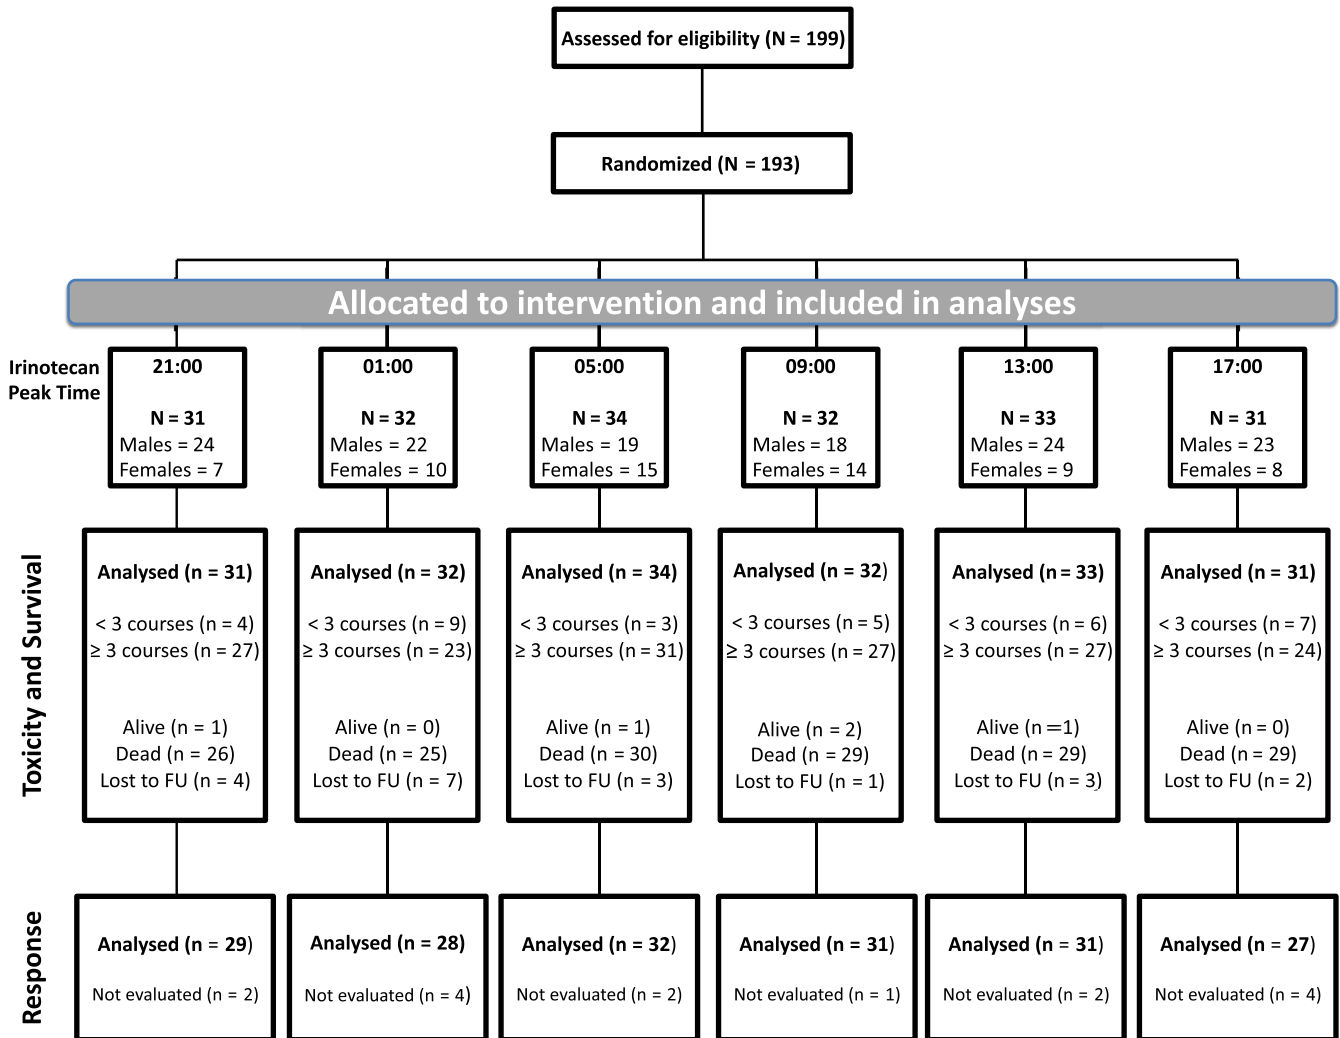 Assessed for eligibility (N = 199)
Randomized (N = 193)
Allocated to intervention and included in analyses
Irinotecan
Peak Time
21:00
N = 31
Males = 24
Females = 7
01:00
N = 32
Males = 22
Females = 10
05:00
N = 34
Males = 19
Females = 15
09:00
N = 32
Males = 18
Females = 14
13:00
N = 33
Males = 24
Females = 9
17:00
N = 31
Males = 23
Females = 8
Toxicity and Survival
Analysed (n = 31)
< 3 courses (n = 4)
≥ 3 courses (n = 27)
Alive (n = 1)
Dead (n = 26)
Lost to FU (n = 4)
Analysed (n = 32)
< 3 courses (n = 9)
≥ 3 courses (n = 23)
Alive (n = 0)
Dead (n = 25)
Lost to FU (n = 7)
Analysed (n = 34)
< 3 courses (n = 3)
≥ 3 courses (n = 31)
Alive (n = 1)
Dead (n = 30)
Lost to FU (n = 3)
Analysed (n = 32)
< 3 courses (n = 5)
≥ 3 courses (n = 27)
Alive (n = 2)
Dead (n = 29)
Lost to FU (n = 1)
Analysed (n = 33)
< 3 courses (n = 6)
≥ 3 courses (n = 27)
Alive (n =1)
Dead (n = 29)
Lost to FU (n = 3)
Analysed (n = 31)
< 3 courses (n = 7)
≥ 3 courses (n = 24)
Alive (n = 0)
Dead (n = 29)
Lost to FU (n = 2)
Response
Analysed (n = 29)
Not evaluated (n = 2)
Analysed (n = 28)
Not evaluated (n = 4)
Analysed (n = 32)
Not evaluated (n = 2)
Analysed (n = 31)
Not evaluated (n = 1)
Analysed (n = 31)
Not evaluated (n = 2)
Analysed (n = 27)
Not evaluated (n = 4)